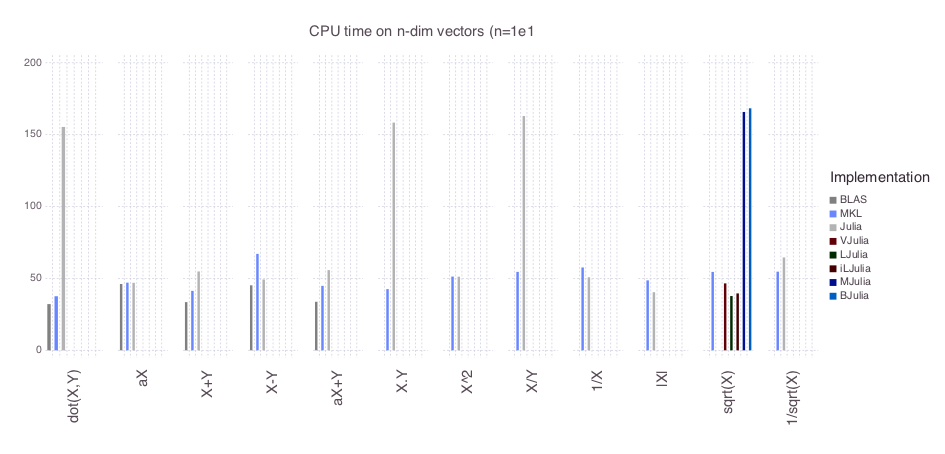 CPU time on n-dim vectors (n=1e1
200
150
100
50
0
dot(X,Y)
aX
X+Y
X-Y
aX+Y
X.Y
X^2
X/Y
1/X
|X|
sqrt(X)
1/sqrt(X)
Implementation
BLAS
MKL
Julia
VJulia
LJulia
iLJulia
MJulia
BJulia